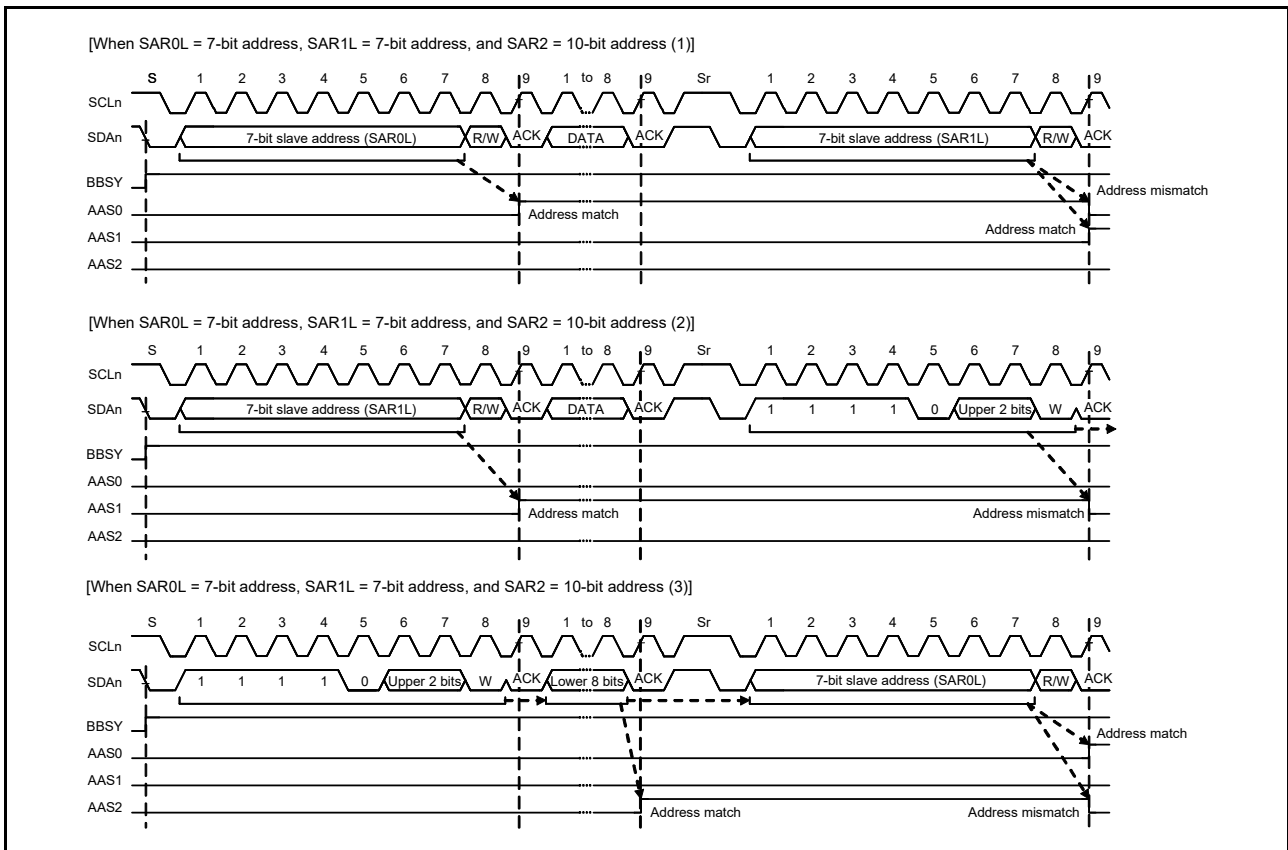 [When SAR0L = 7-bit address, SAR1L = 7-bit address, and SAR2 = 10-bit address (1)]
S 1 2 3 4 5 6 7 8 9 1 to 8 9 Sr 1 2 3 4 5 6 7 8 9
SCLn
SDAn 7-bit slave address (SAR0L) R/W ACK DATA ACK 7-bit slave address (SAR1L) R/W ACK
BBSY
Address mismatch
AAS0 Address match
AAS1 Address match
AAS2
[When SAR0L = 7-bit address, SAR1L = 7-bit address, and SAR2 = 10-bit address (2)]
S 1 2 3 4 5 6 7 8 9 1 to 8 9 Sr 1 2 3 4 5 6 7 8 9
SCLn
SDAn 7-bit slave address (SAR1L) R/W ACK DATA ACK 1 1 1 1 0 Upper 2 bits W ACK
BBSY
AAS0
AAS1 Address match Address mismatch
AAS2
[When SAR0L = 7-bit address, SAR1L = 7-bit address, and SAR2 = 10-bit address (3)]
S 1 2 3 4 5 6 7 8 9 1 to 8 9 Sr 1 2 3 4 5 6 7 8 9
SCLn
SDAn 1 1 1 1 0 Upper 2 bits W ACK Lower 8 bits ACK 7-bit slave address (SAR0L) R/W ACK
BBSY
Address match
AAS0
AAS1
AAS2 Address match Address mismatch